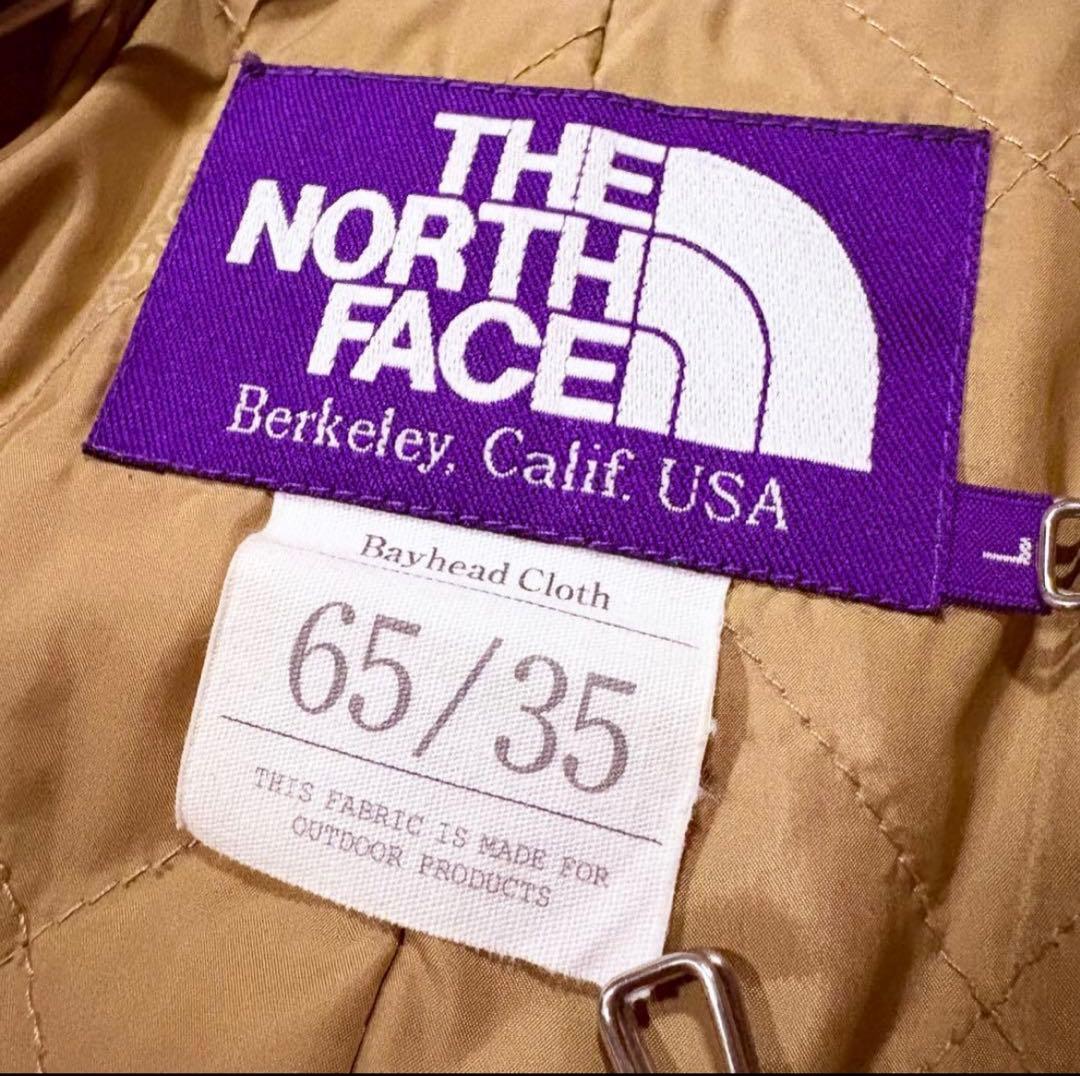 THE
NORTH
FACE
Berkeley, Calif. USA
L
Bayhead Cloth
65/35
THIS FABRIC IS MADE FOR
OUTDOOR PRODUCTS